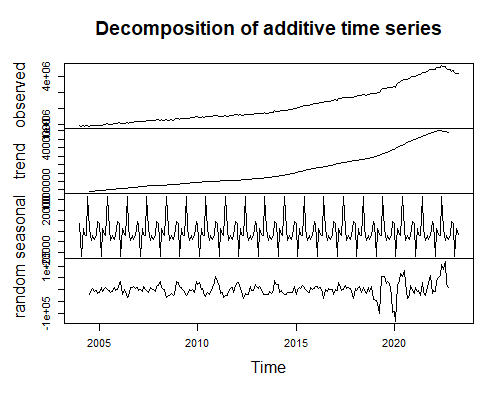 Decomposition of additive time series
observed
4e+06
trend
seasonal
random
1e+05
-1e+05
2005
2010
2015
2020
Time